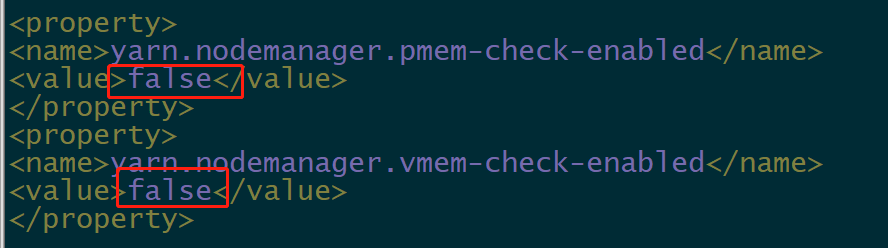 <property>
<name>yarn.nodemanager.pmem-check-enabled</name>
<value>false</value>
</property>
<property>
<name>yarn.nodemanager.vmem-check-enabled</name>
<value>false</value>
</property>